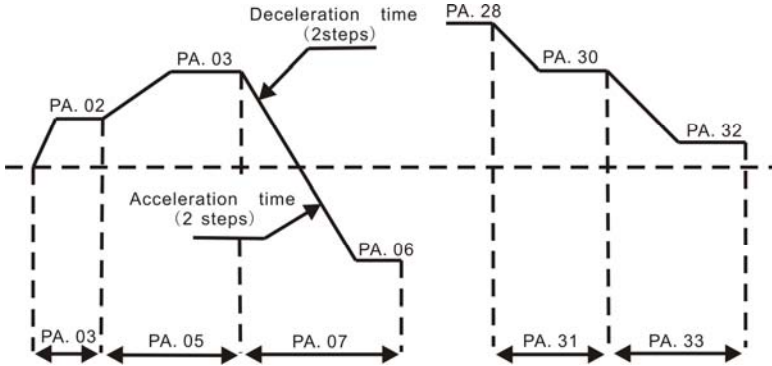 Deceleration time
(2steps)
PA. 28
PA. 03
PA. 30
PA. 02
PA. 32
Acceleration time
(2 steps)
PA. 06
PA. 03
PA. 05
PA. 07
PA. 31
PA. 33